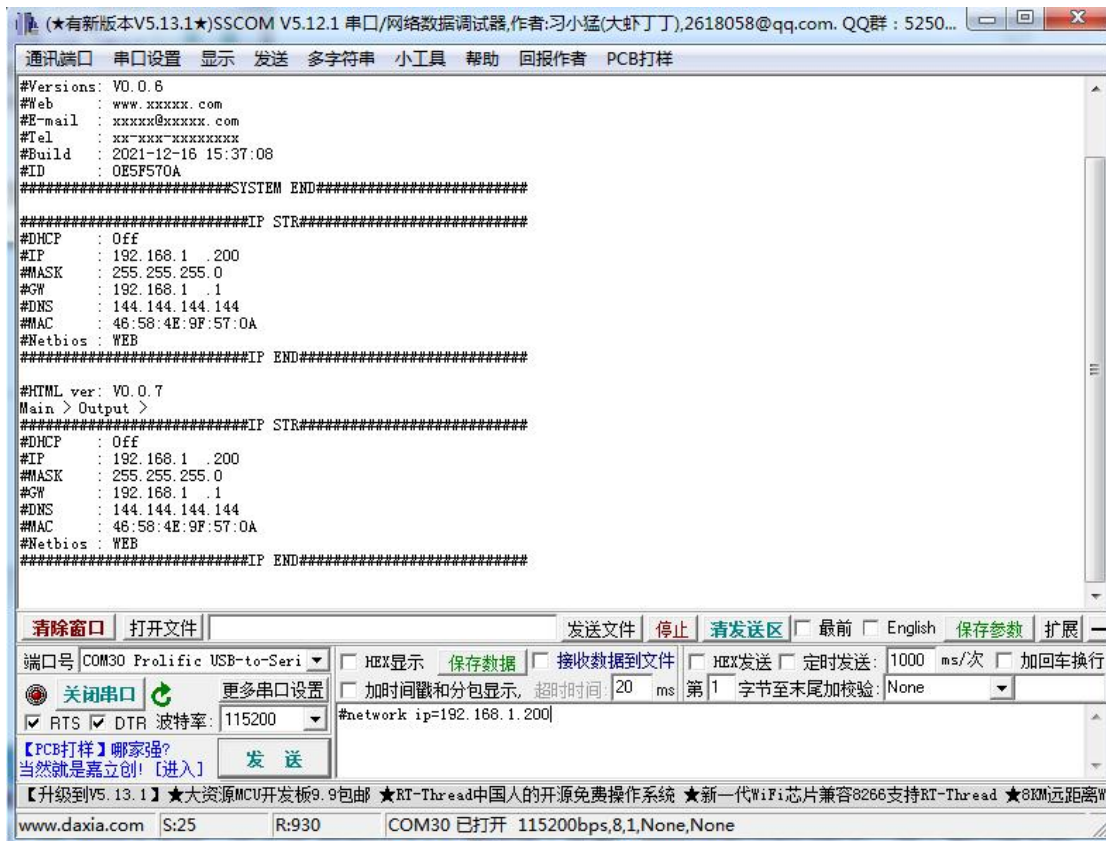 (★有新版本V5.13.1★)SSCOM V5.12.1 串口/网络数据调试器,作者:习小猛(大虾丁丁),2618058@qq.com. QQ群：5250...
通讯端口 串口设置 显示 发送 多字符串 小工具 帮助 回报作者 PCB打样
#Versions: V0.0.6
#Web : www.xxxxx.com
#E-mail : xxxxx@xxxxx.com
#Tel : xx-xxx-xxxxxxxx
#Build : 2021-12-16 15:37:08
#ID : 0E5F570A
#########################SYSTEM END#########################
###########################IP STR###########################
#DHCP : Off
#IP : 192.168.1 .200
#MASK : 255.255.255.0
#GW : 192.168.1 .1
#DNS : 144.144.144.144
#MAC : 46:58:4E:9F:57:0A
#Netbios : WEB
###########################IP END###########################
#HTML ver: V0.0.7
Main > Output >
###########################IP STR###########################
#DHCP : Off
#IP : 192.168.1 .200
#MASK : 255.255.255.0
#GW : 192.168.1 .1
#DNS : 144.144.144.144
#MAC : 46:58:4E:9F:57:0A
#Netbios : WEB
###########################IP END###########################
清除窗口 打开文件 发送文件 停止 清发送区 最前 English 保存参数 扩展 —
端口号 COM30 Prolific USB-to-Seri HEX显示 保存数据 接收数据到文件 HEX发送 定时发送: 1000 ms/次 加回车换行
关闭串口 更多串口设置 加时间戳和分包显示, 超时时间: 20 ms 第 1 字节至末尾加校验: None
RTS DTR 波特率: 115200 #network ip=192.168.1.200
【PCB打样】哪家强?
当然就是嘉立创! [进入] 发 送
【升级到V5.13.1】★大资源MCU开发板9.9包邮 ★RT-Thread中国人的开源免费操作系统 ★新一代WiFi芯片兼容8266支持RT-Thread ★8KM远距离W
www.daxia.com S:25 R:930 COM30 已打开 115200bps,8,1,None,None